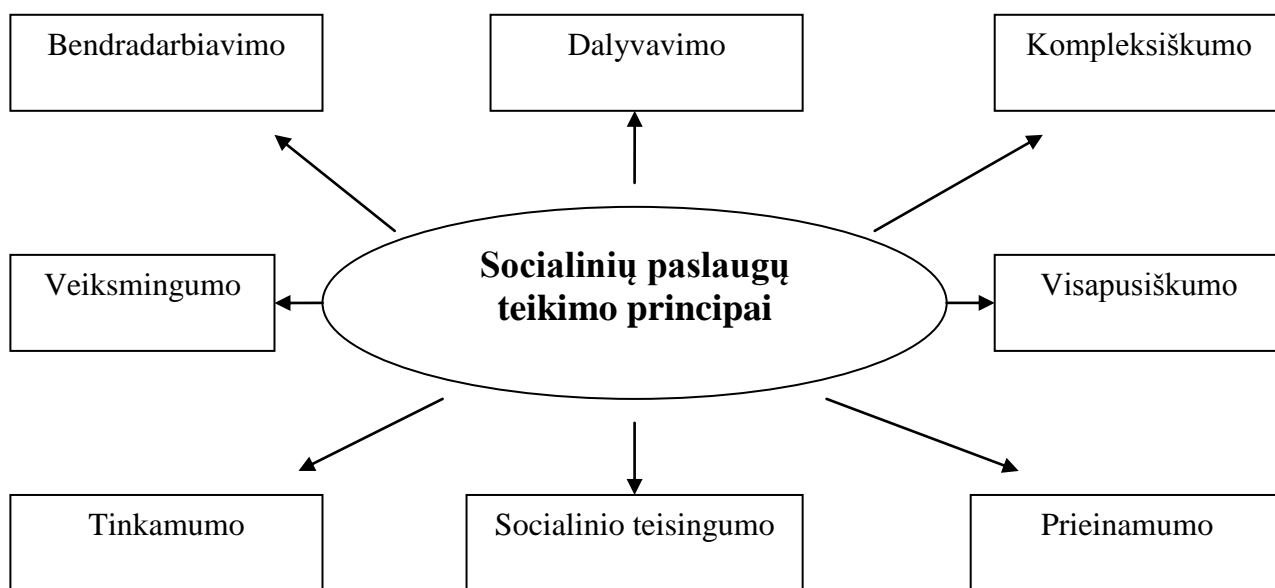 Bendradarbiavimo
Dalyvavimo
Kompleksiškumo
Veiksmingumo
Socialinių paslaugų
teikimo principai
Visapusiškumo
Tinkamumo
Socialinio teisingumo
Prieinamumo